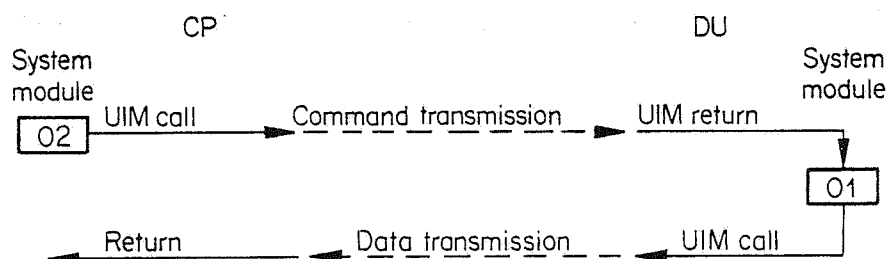 CP
DU
System
module
System
module
UIM call
Command transmission
UIM return
02
01
Return
Data transmission
UIM call